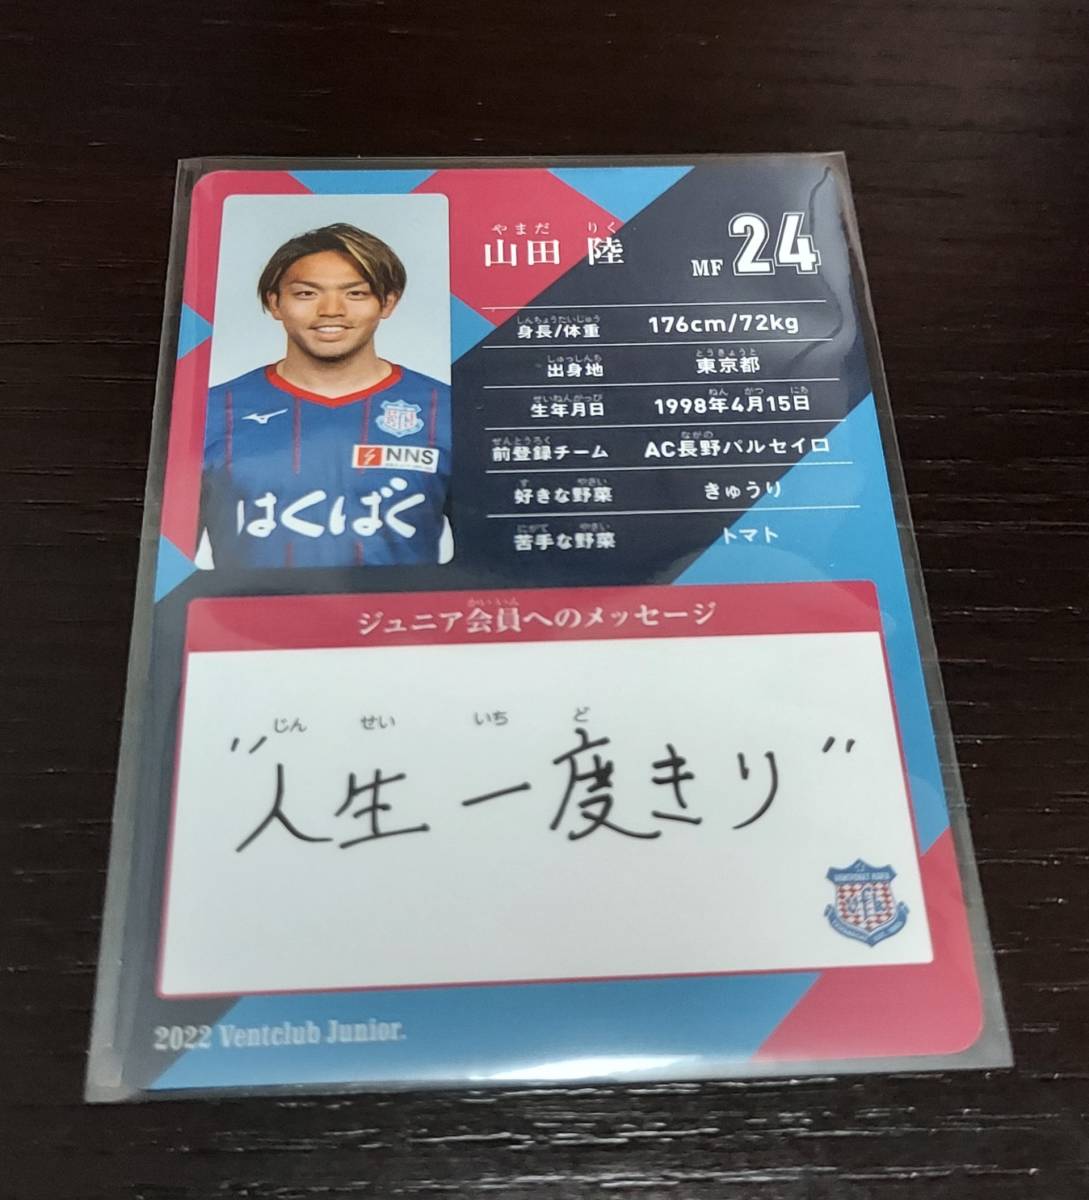 やまだ りく
山田 陸
MF 24
しんちょうたいじゅう
身長/体重 176cm/72kg
しゅっしんち とうきょうと
出身地 東京都
せいねんがっぴ ねん がつ にち
生年月日 1998年4月15日
ぜんとうろく ながの
前登録チーム AC長野パルセイロ
す やさい
好きな野菜 きゅうり
にがて やさい
苦手な野菜 トマト
NNS
はくばく
かいいん
ジュニア会員へのメッセージ
じん せい いち ど
"人生 一度きり"
2022 Ventclub Junior.